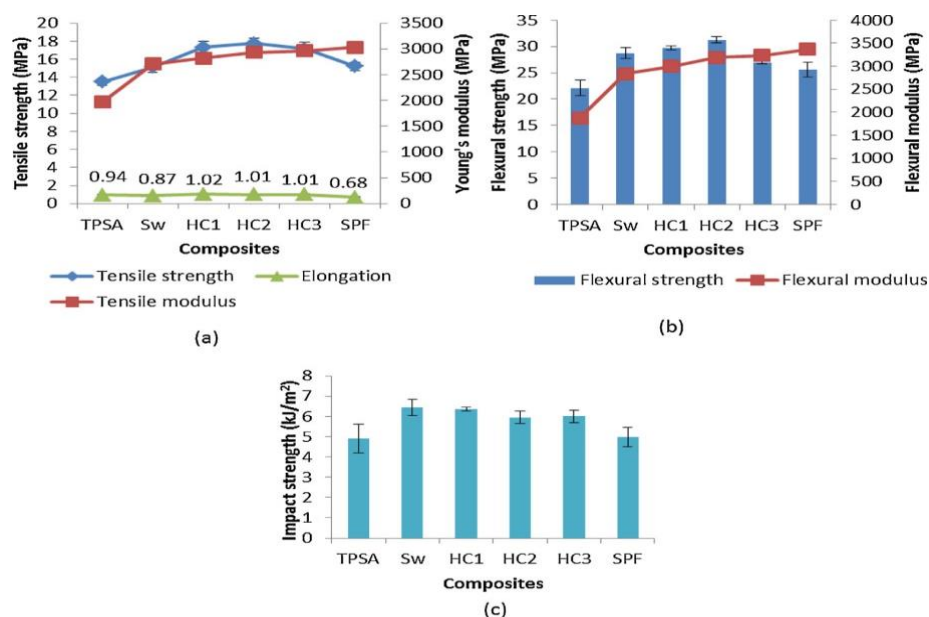 20
18
16
14
12
10
8
6
4
2
0
Tensile strength (MPa)
3500
3000
2500
2000
1500
1000
500
0
Young's modulus (MPa)
0.94 0.87 1.02 1.01 1.01 0.68
TPSA Sw HC1 HC2 HC3 SPF
Composites
Tensile strength Elongation
Tensile modulus
(a)
35
30
25
20
15
10
5
0
Flexural strength (MPa)
4000
3500
3000
2500
2000
1500
1000
500
0
Flexural modulus (MPa)
TPSA Sw HC1 HC2 HC3 SPF
Composites
Flexural strength Flexural modulus
(b)
8
7
6
5
4
3
2
1
0
Impact strength (kJ/m²)
TPSA Sw HC1 HC2 HC3 SPF
Composites
(c)